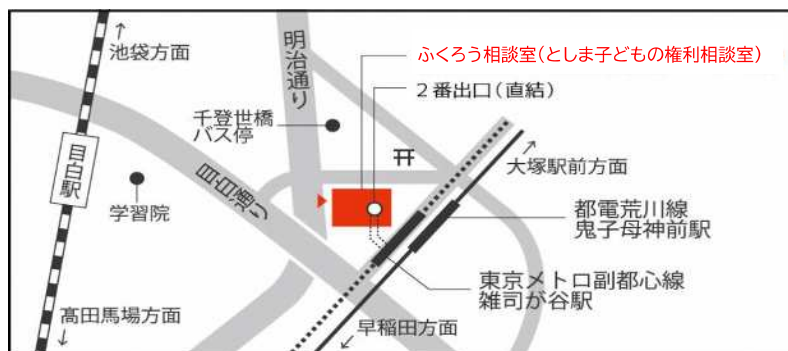 ↑
池袋方面
目白駅
学習院
髙田馬場方面
↓
目白通り
明治通り
千登世橋
バス停
ふくろう相談室(としま子どもの権利相談室)
2番出口(直結)
大塚駅前方面
都電荒川線
鬼子母神前駅
東京メトロ副都心線
雑司が谷駅
早稲田方面